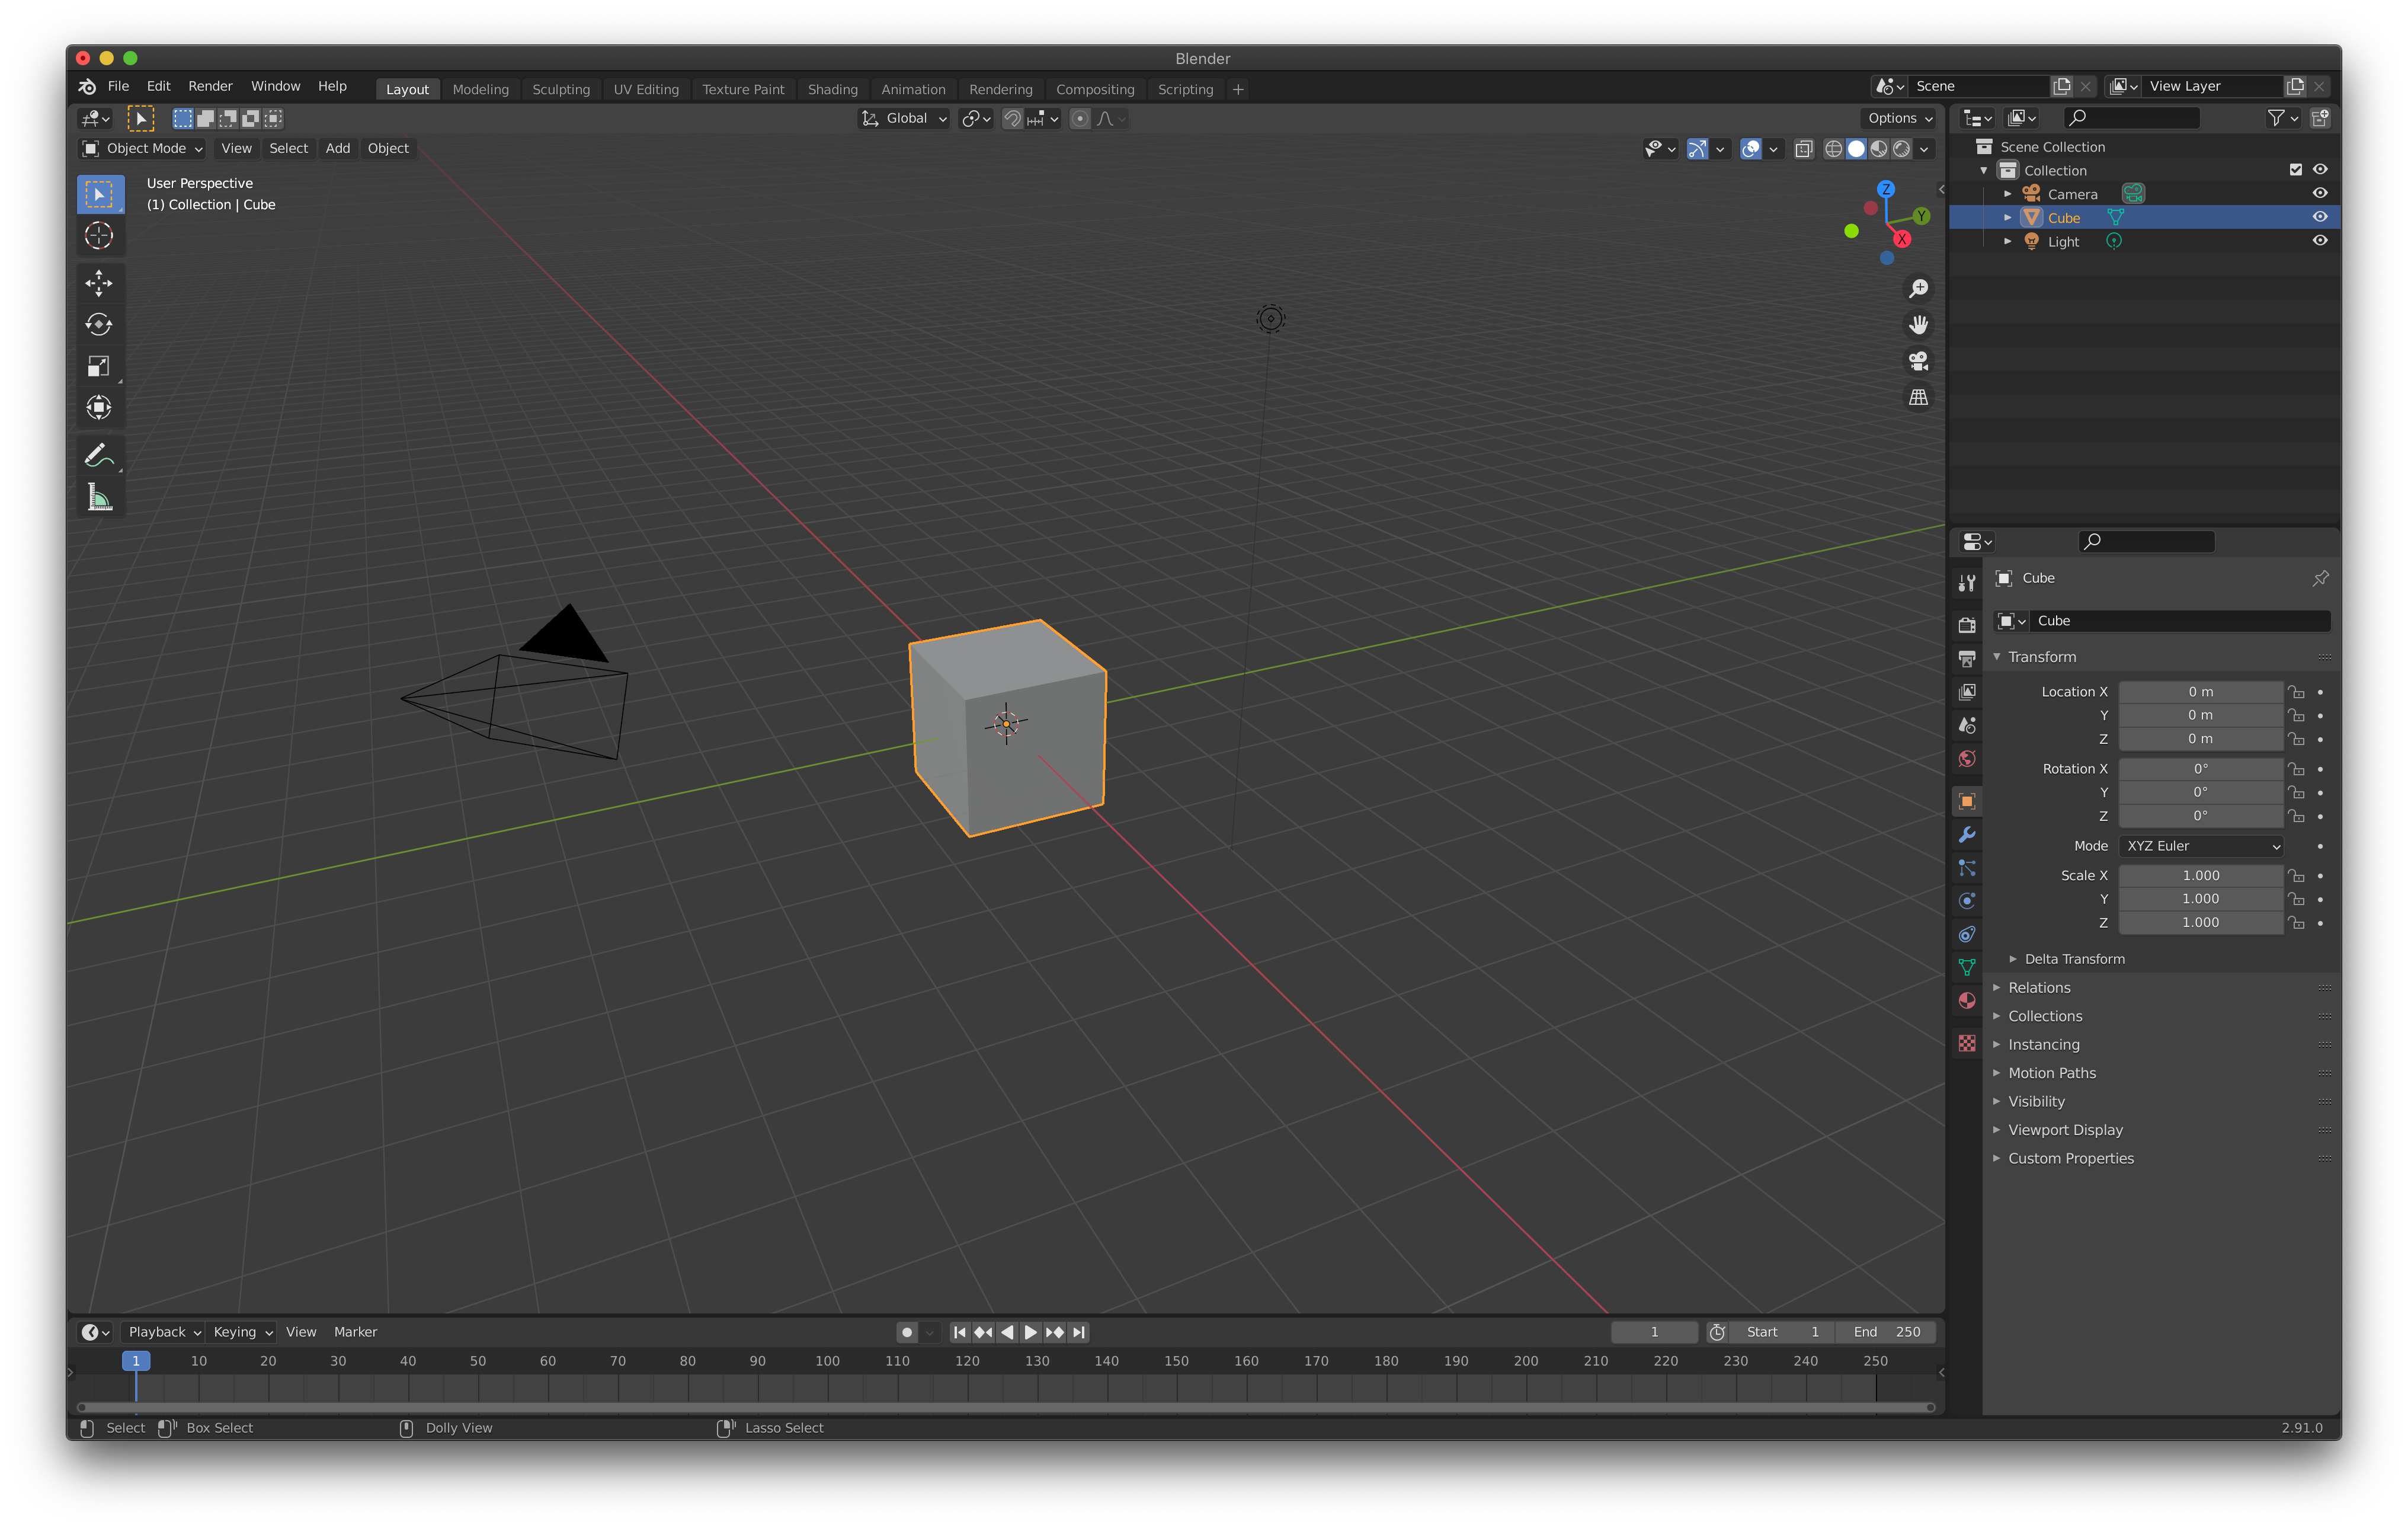 Blender
File Edit Render Window Help Layout Modeling Sculpting UV Editing Texture Paint Shading Animation Rendering Compositing Scripting + Scene View Layer
Global Options
Object Mode View Select Add Object
User Perspective
(1) Collection | Cube
Z
Y
X
Scene Collection
Collection
Camera
Cube
Light
Cube
Cube
Transform
Location X 0 m
Y 0 m
Z 0 m
Rotation X 0°
Y 0°
Z 0°
Mode XYZ Euler
Scale X 1.000
Y 1.000
Z 1.000
Delta Transform
Relations
Collections
Instancing
Motion Paths
Visibility
Viewport Display
Custom Properties
Playback Keying View Marker 1 Start 1 End 250
1 10 20 30 40 50 60 70 80 90 100 110 120 130 140 150 160 170 180 190 200 210 220 230 240 250
Select Box Select Dolly View Lasso Select 2.91.0